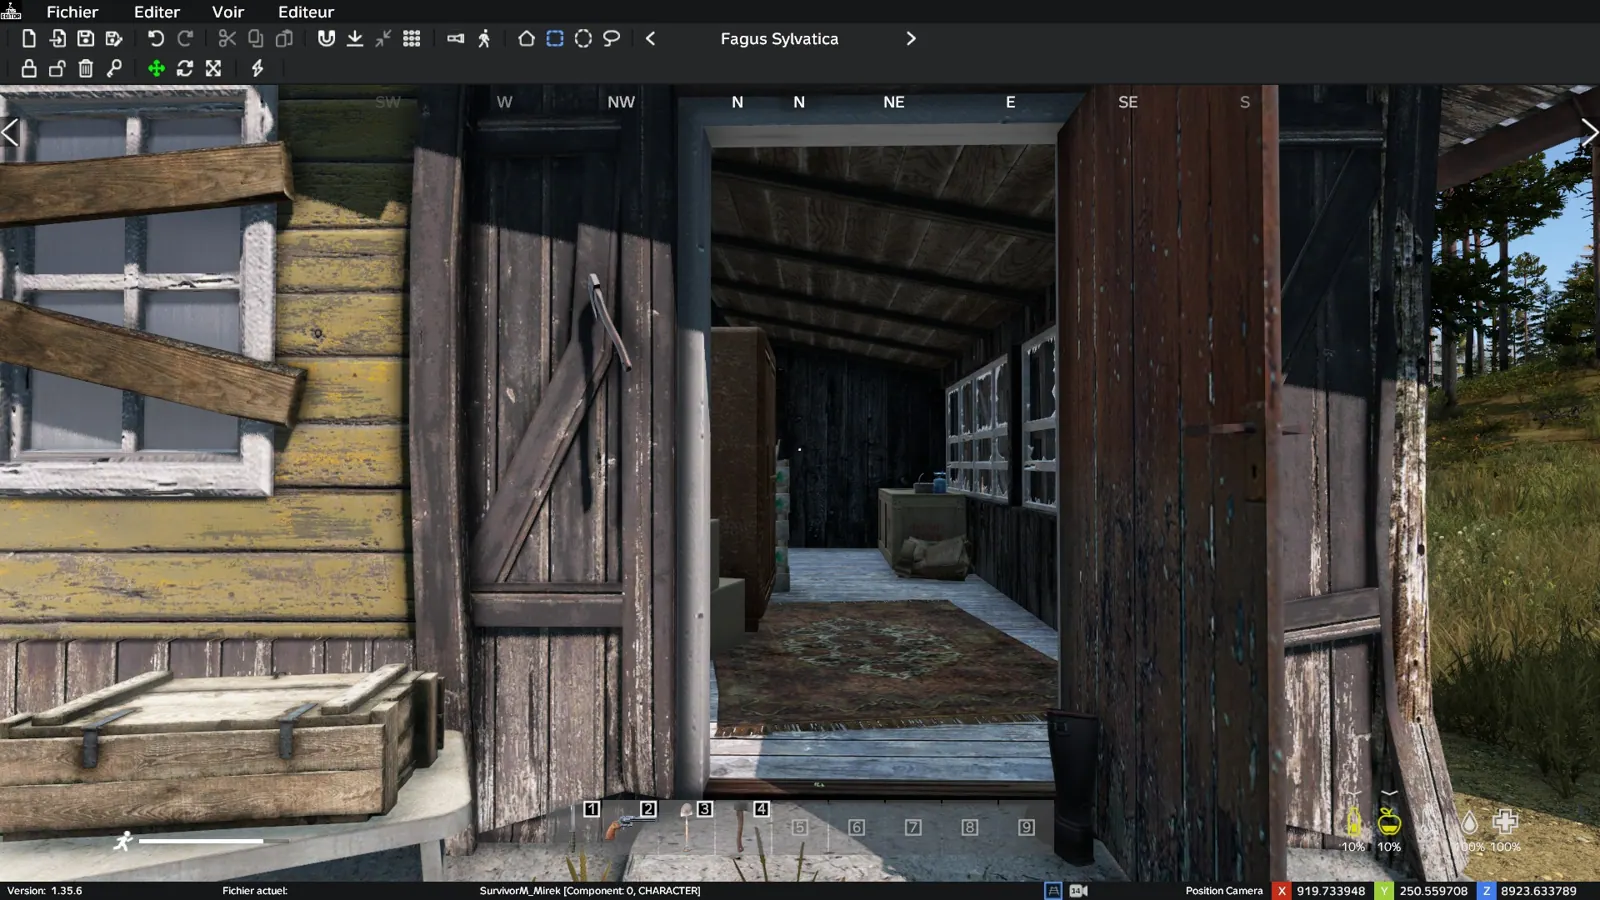 Fichier Editer Voir Editeur
Fagus Sylvatica
SW W NW N N NE E SE S
1 2 3 4 5 6 7 8 9
10% 10% 100% 100%
Version: 1.35.6 Fichier actuel: SurvivorM_Mirek [Component: 0, CHARACTER] 14 Position Camera X 919.733948 Y 250.559708 Z 8923.633789